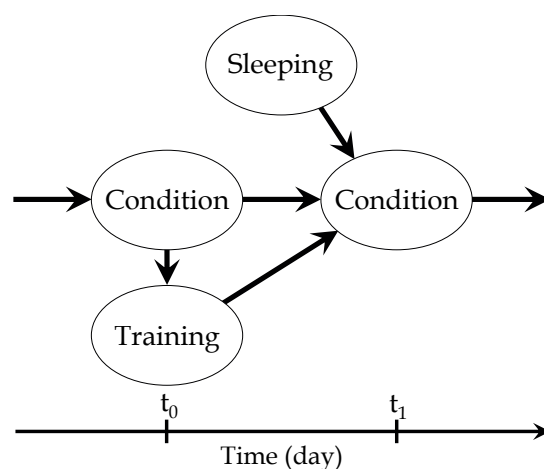 Sleeping
Condition
Condition
Training
t₀
t₁
Time (day)